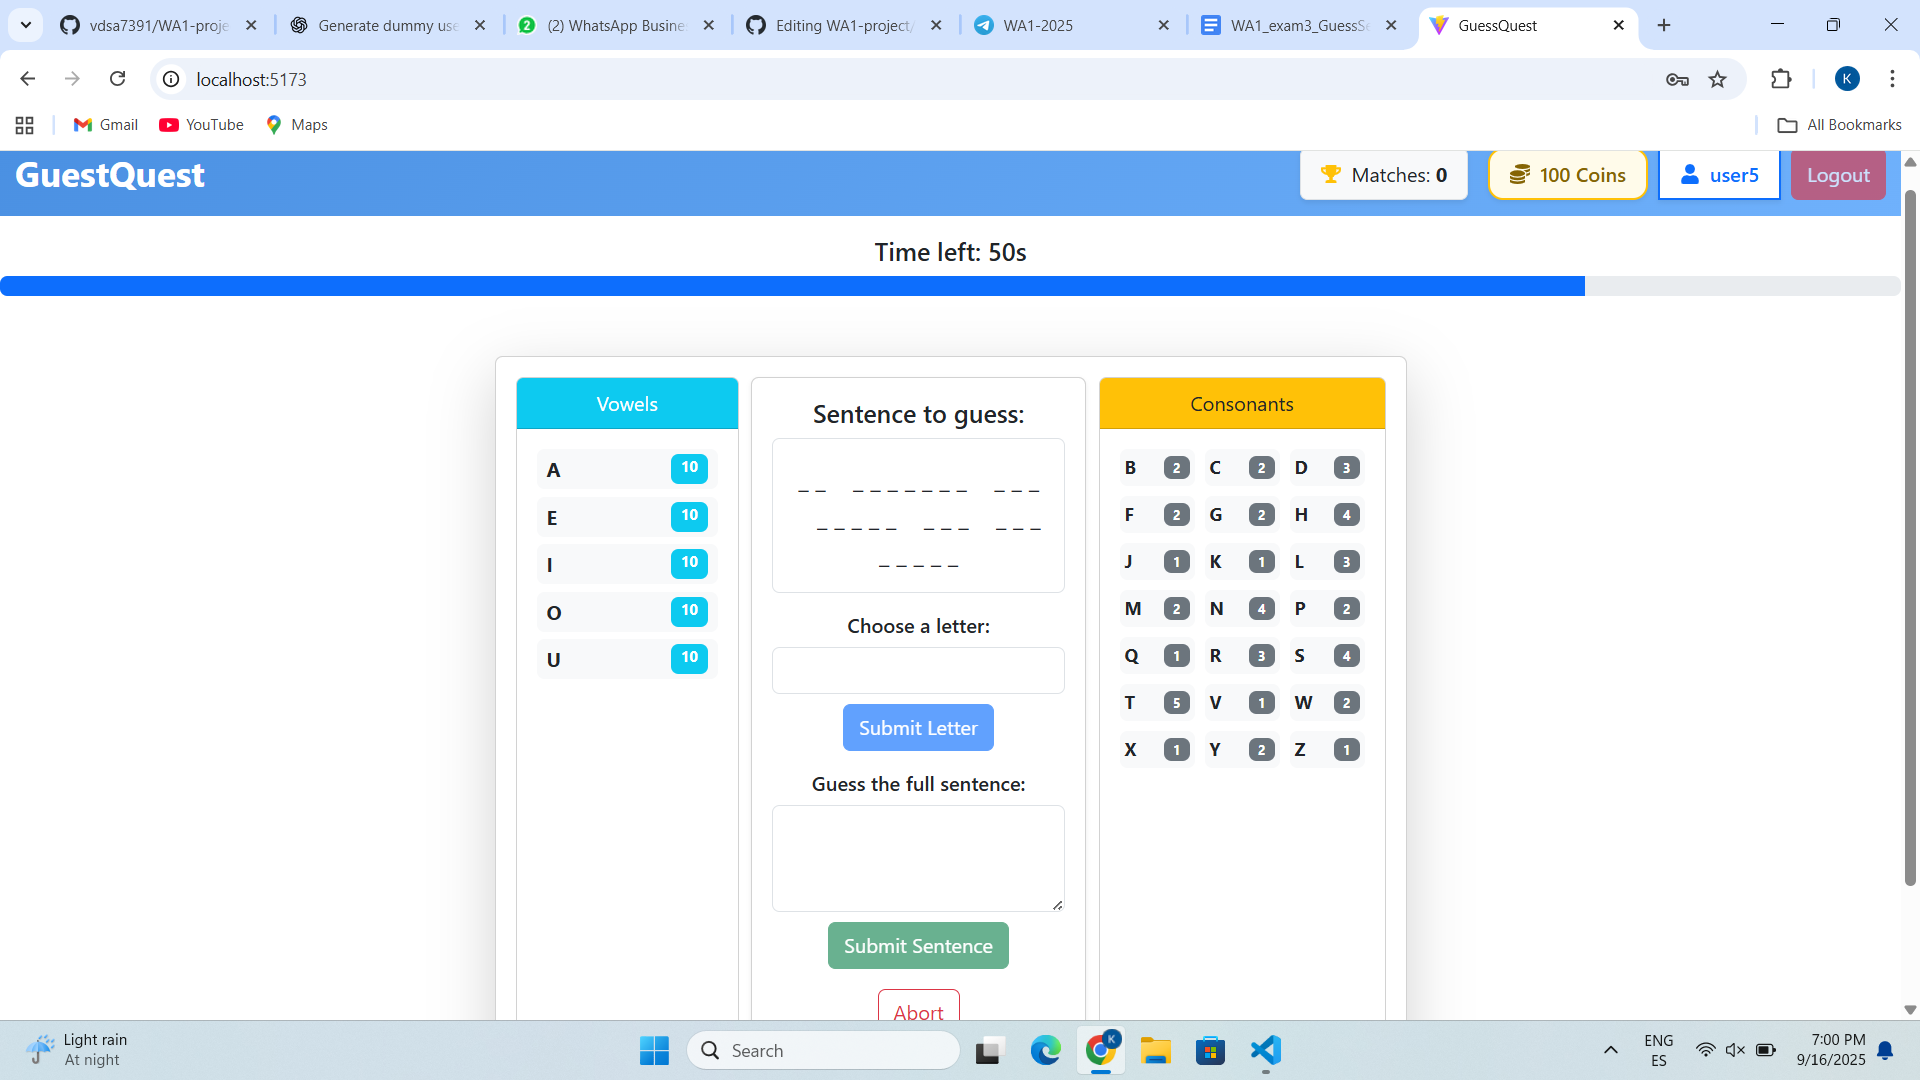 vdsa7391/WA1-proje
Generate dummy use
(2) WhatsApp Busine
Editing WA1-project/
WA1-2025
WA1_exam3_GuessSe
GuessQuest
localhost:5173
K
Gmail
YouTube
Maps
All Bookmarks
GuestQuest
Matches: 0
100 Coins
user5
Logout
Time left: 50s
Vowels
A 10
E 10
I 10
O 10
U 10
Sentence to guess:
_ _ _ _ _ _ _ _ _ _ _ _
_ _ _ _ _ _ _ _ _ _ _
_ _ _ _ _
Choose a letter:
Submit Letter
Guess the full sentence:
Submit Sentence
Abort
Consonants
B 2 C 2 D 3
F 2 G 2 H 4
J 1 K 1 L 3
M 2 N 4 P 2
Q 1 R 3 S 4
T 5 V 1 W 2
X 1 Y 2 Z 1
Light rain
At night
Search
K
ENG
ES
7:00 PM
9/16/2025